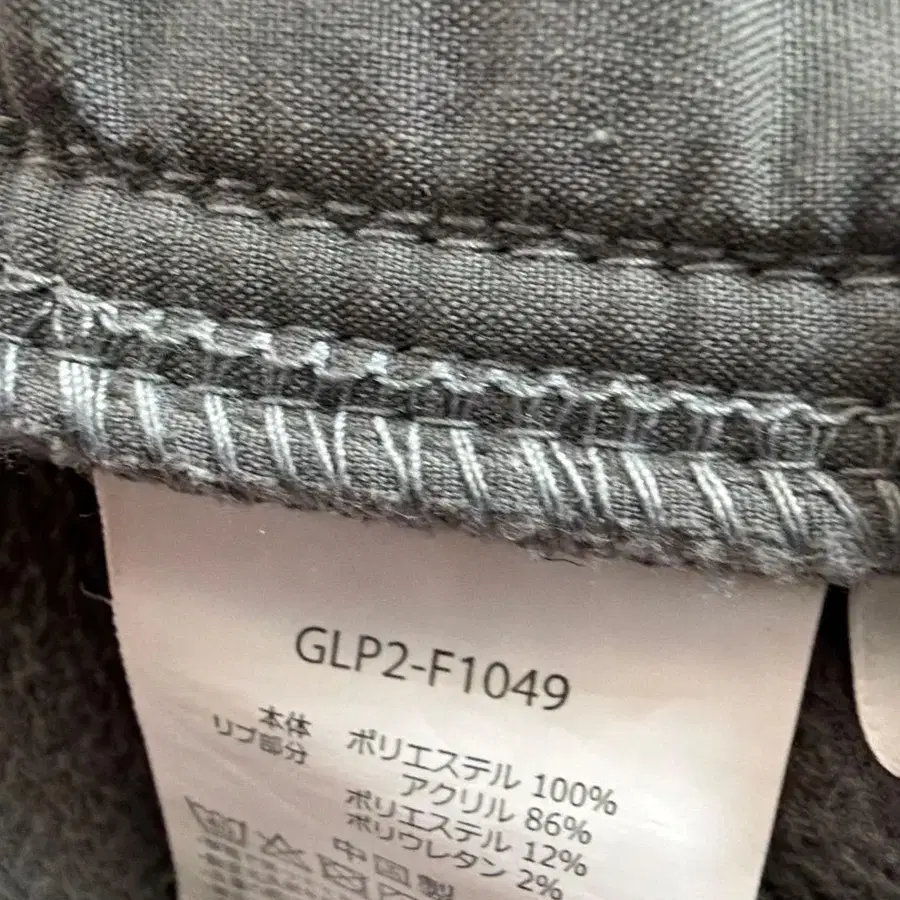 GLP2-F1049
本体 ポリエステル 100%
リブ部分 アクリル 86%
ポリエステル 12%
ポリウレタン 2%
中国製